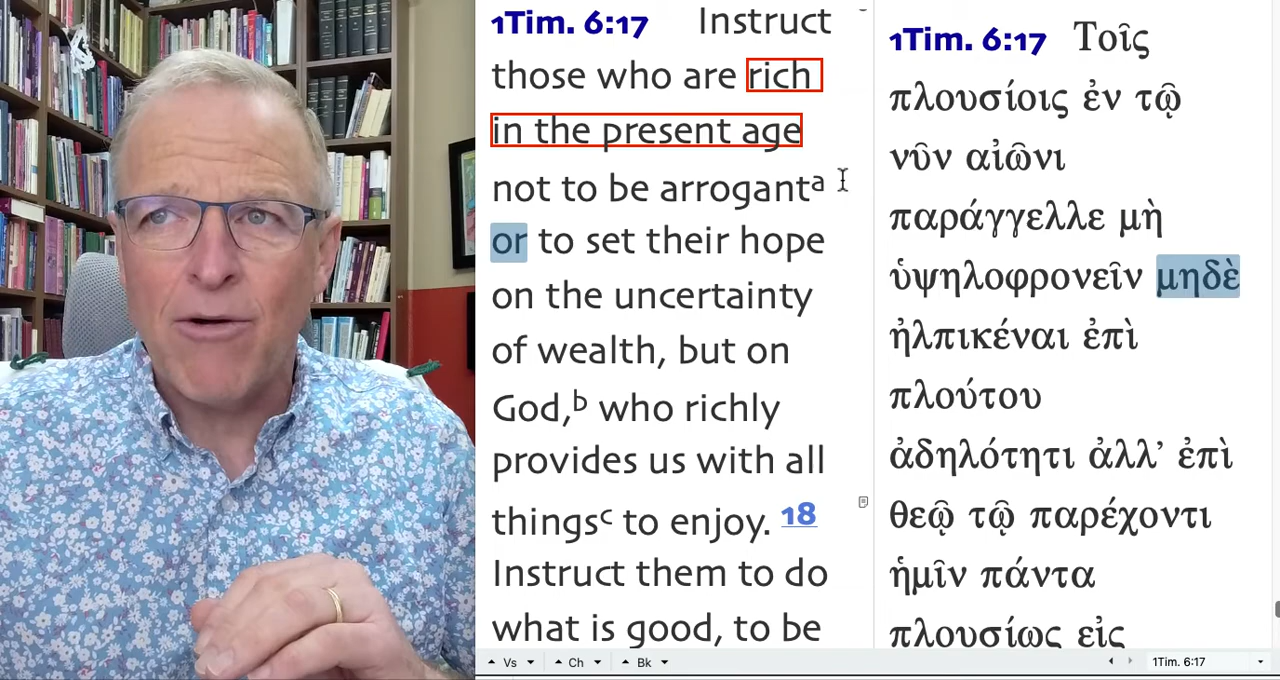 1Tim. 6:17 Instruct
those who are rich
in the present age
not to be arrogantᵃ
or to set their hope
on the uncertainty
of wealth, but on
God,ᵇ who richly
provides us with all
thingsᶜ to enjoy. 18
Instruct them to do
what is good, to be
1Tim. 6:17 Τοῖς
πλουσίοις ἐν τῷ
νῦν αἰῶνι
παράγγελλε μὴ
ὑψηλοφρονεῖν μηδὲ
ἠλπικέναι ἐπὶ
πλούτου
ἀδηλότητι ἀλλ’ ἐπὶ
θεῷ τῷ παρέχοντι
ἡμῖν πάντα
πλουσίως εἰς
Vs Ch Bk
1Tim. 6:17